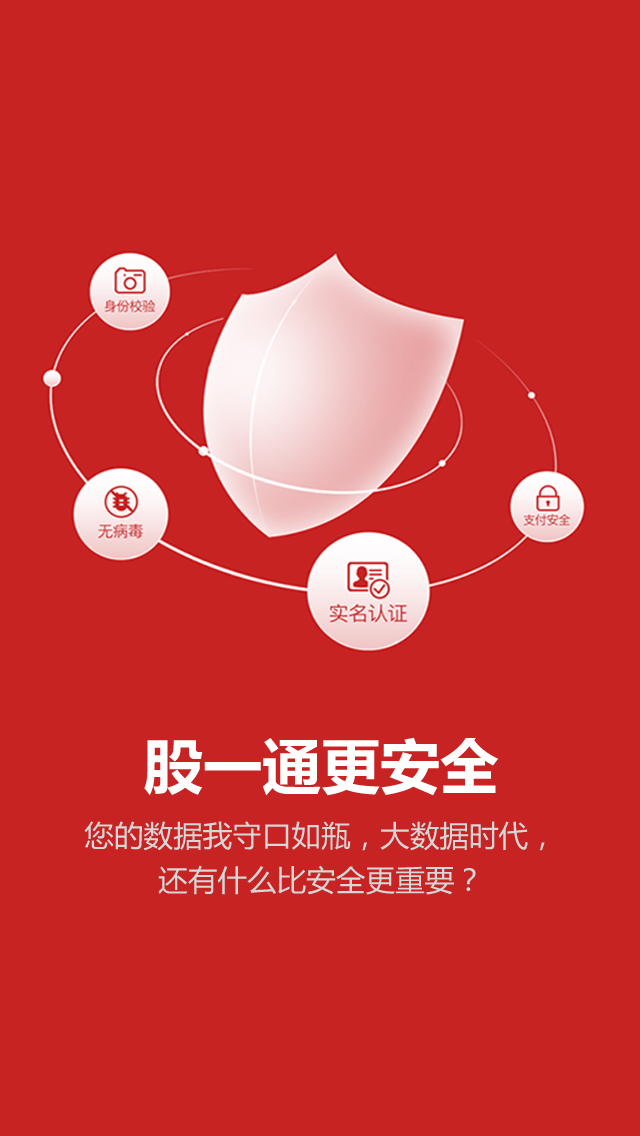 身份校验
无病毒
支付安全
实名认证
股一通更安全
您的数据我守口如瓶，大数据时代，
还有什么比安全更重要？